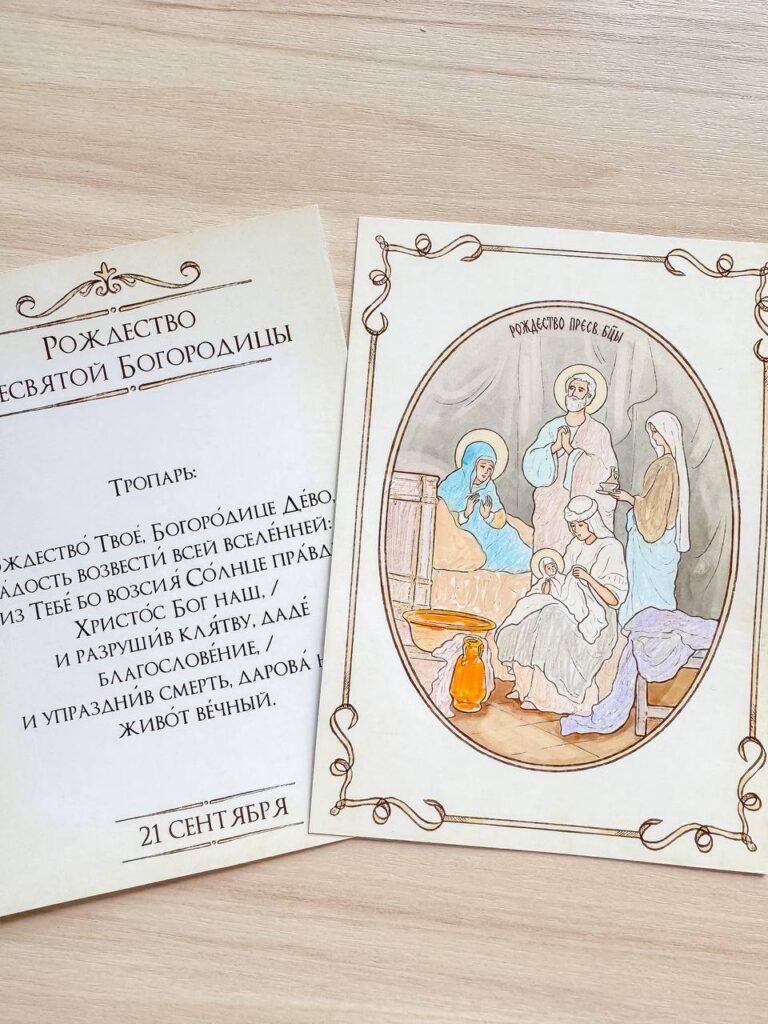 Рождество
есвятой Богородицы
Тропарь:
ождество́ Твое́, Богоро́дице Де́во,
а́дость возвести́ всей вселе́нней:
из Тебе́ бо возсия́ Со́лнце пра́вд
Христо́с Бог наш, /
и разруши́в кля́тву, даде́
благослове́ние, /
и упраздни́в смерть, дарова́
живо́т ве́чный.
21 сентября
РОЖДЕСТВО ПРЕСВ. БЦЫ